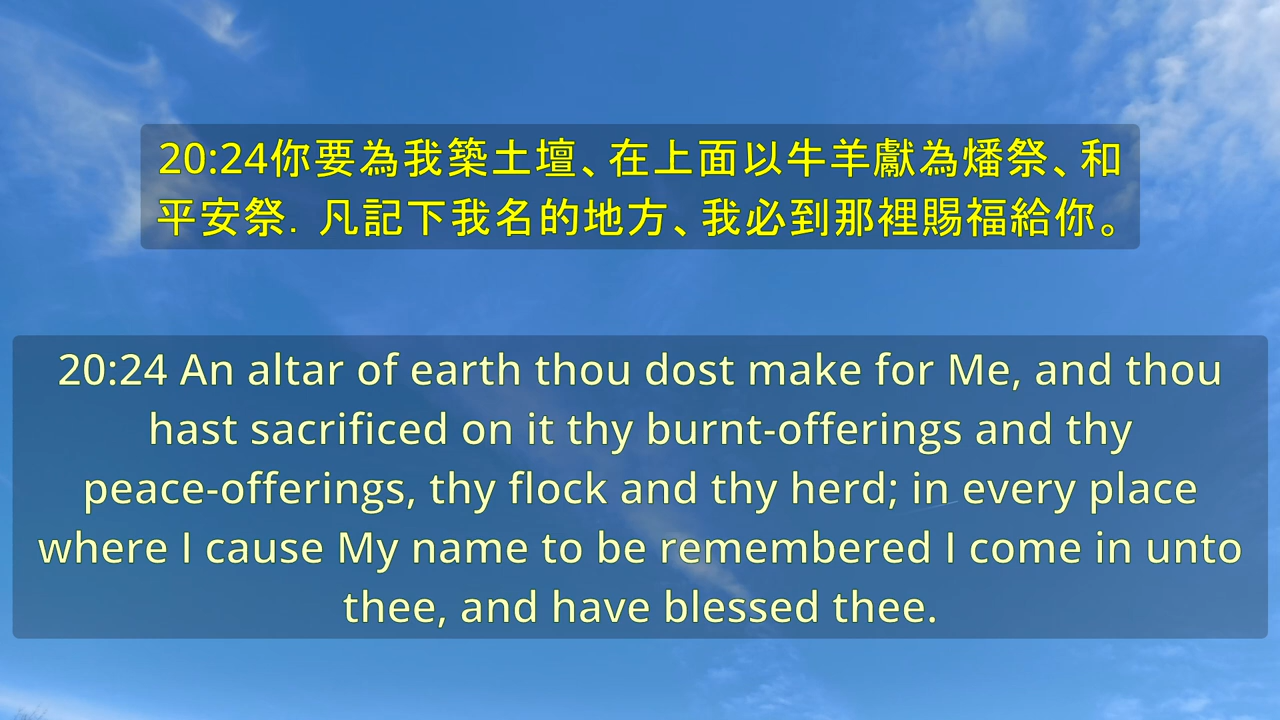 20:24你要為我築土壇、在上面以牛羊獻為燔祭、和
平安祭．凡記下我名的地方、我必到那裡賜福給你。
20:24 An altar of earth thou dost make for Me, and thou
hast sacrificed on it thy burnt-offerings and thy
peace-offerings, thy flock and thy herd; in every place
where I cause My name to be remembered I come in unto
thee, and have blessed thee.